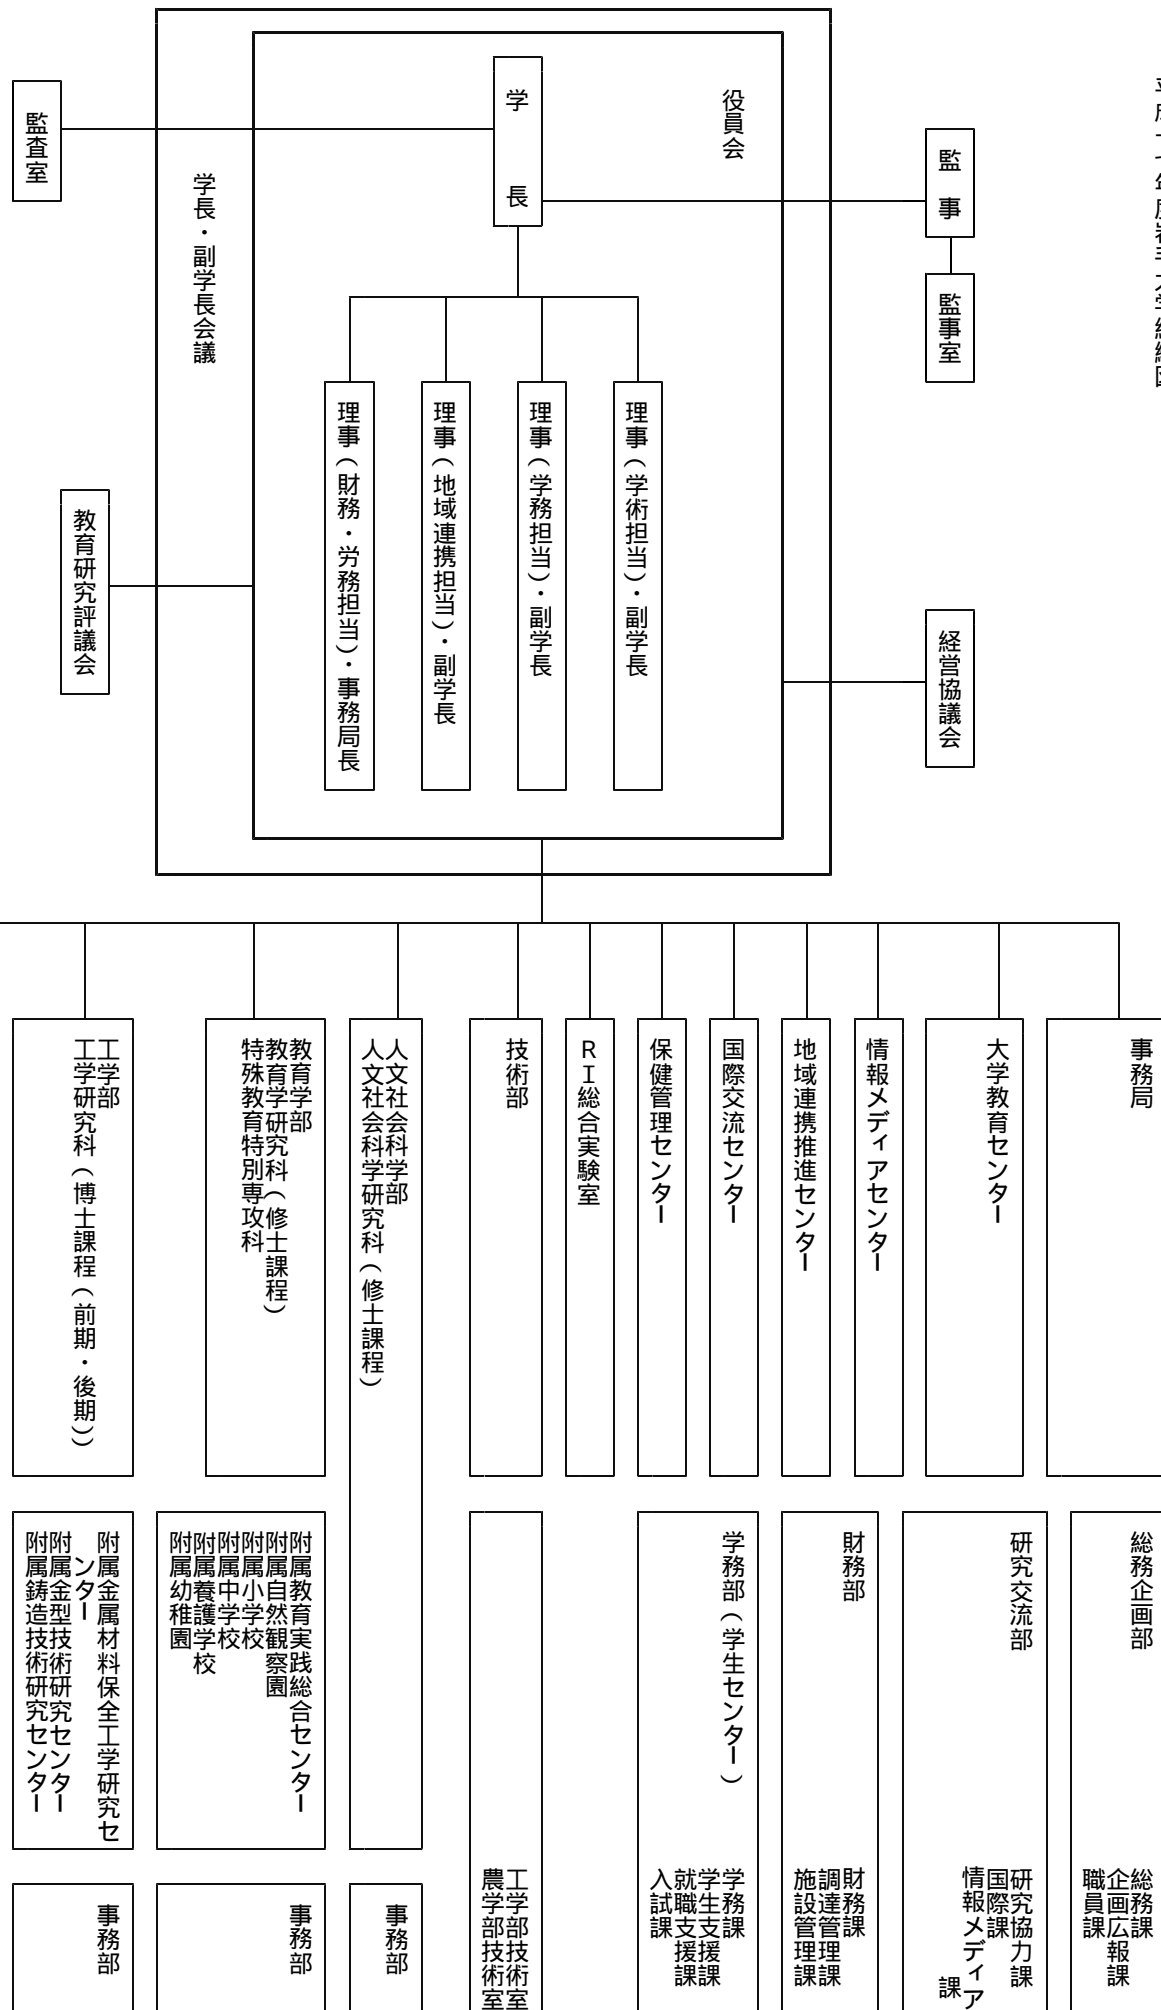 監事
監事室
経営協議会
役員会
学長
理事（学術担当）・副学長
理事（学務担当）・副学長
理事（地域連携担当）・副学長
理事（財務・労務担当）・事務局長
学長・副学長会議
監査室
教育研究評議会
事務局
総務企画部
総務課
企画広報課
職員課
研究交流部
研究協力課
国際課
情報メディア
課
財務部
財務課
調達管理課
施設管理課
学務部（学生センター）
学務課
学生支援課
就職支援課
入試課
大学教育センター
情報メディアセンター
地域連携推進センター
国際交流センター
保健管理センター
ＲＩ総合実験室
技術部
工学部技術室
農学部技術室
人文社会科学部
人文社会科学研究科（修士課程）
事務部
教育学部
教育学研究科（修士課程）
特殊教育特別専攻科
附属教育実践総合センター
附属自然観察園
附属小学校
附属中学校
附属養護学校
附属幼稚園
事務部
工学部
工学研究科（博士課程（前期・後期））
附属金属材料保全工学研究セ
ンター
附属金型技術研究センター
附属鋳造技術研究センター
事務部